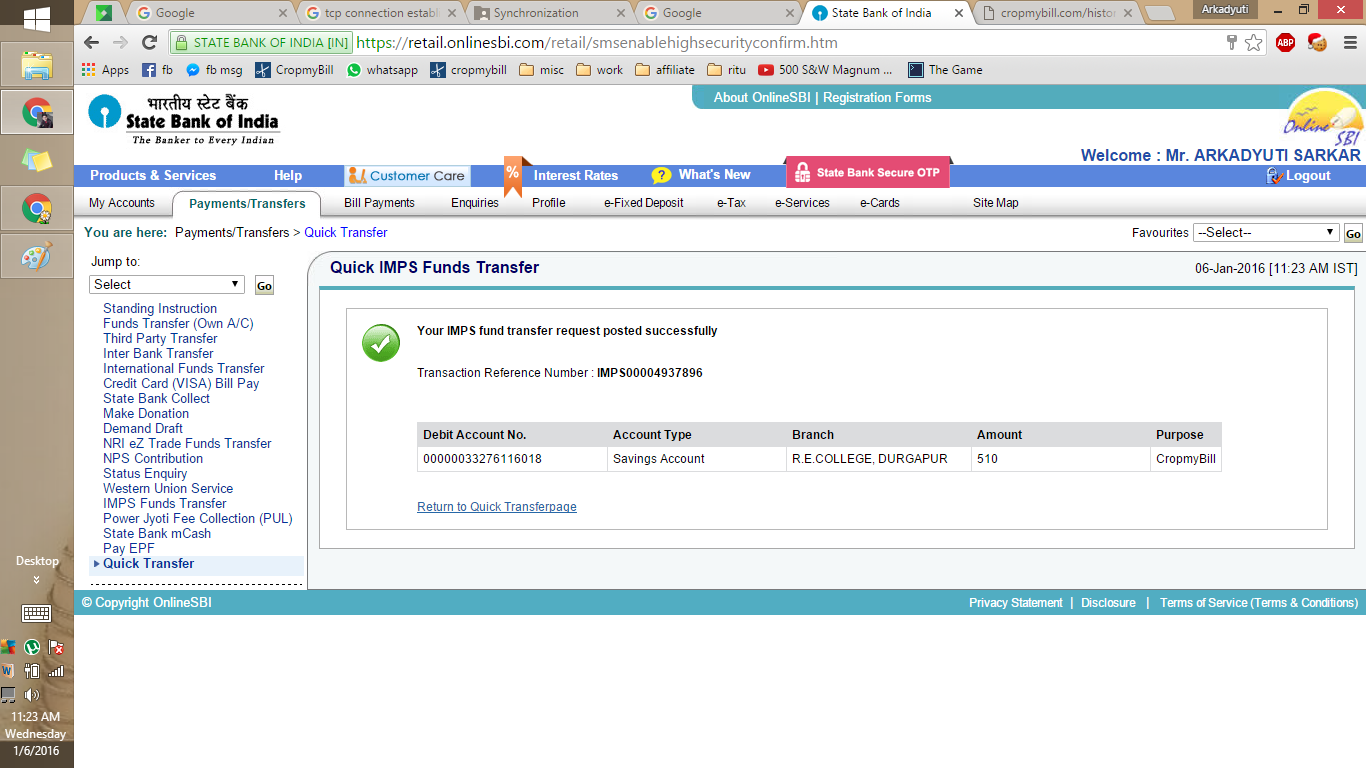 Arkadyuti
Google
tcp connection estab
Synchronization
Google
State Bank of India
cropmybill.com/histor
STATE BANK OF INDIA [IN] https://retail.onlinesbi.com/retail/smsenablehighsecurityconfirm.htm
ABP
Apps fb fb msg CropmyBill whatsapp cropmybill misc work affiliate ritu 500 S&W Magnum ... The Game
भारतीय स्टेट बैंक
State Bank of India
The Banker to Every Indian
About OnlineSBI | Registration Forms
Online SBI
Welcome : Mr. ARKADYUTI SARKAR
Products & Services Help Customer Care % Interest Rates ? What's New State Bank Secure OTP Logout
My Accounts Payments/Transfers Bill Payments Enquiries Profile e-Fixed Deposit e-Tax e-Services e-Cards Site Map
You are here: Payments/Transfers > Quick Transfer
Favourites --Select-- Go
Jump to:
Select Go
Standing Instruction
Funds Transfer (Own A/C)
Third Party Transfer
Inter Bank Transfer
International Funds Transfer
Credit Card (VISA) Bill Pay
State Bank Collect
Make Donation
Demand Draft
NRI eZ Trade Funds Transfer
NPS Contribution
Status Enquiry
Western Union Service
IMPS Funds Transfer
Power Jyoti Fee Collection (PUL)
State Bank mCash
Pay EPF
Quick Transfer
Quick IMPS Funds Transfer
06-Jan-2016 [11:23 AM IST]
Your IMPS fund transfer request posted successfully
Transaction Reference Number : IMPS00004937896
Debit Account No. Account Type Branch Amount Purpose
00000033276116018 Savings Account R.E.COLLEGE, DURGAPUR 510 CropmyBill
Return to Quick Transferpage
© Copyright OnlineSBI
Privacy Statement | Disclosure | Terms of Service (Terms & Conditions)
Desktop
11:23 AM
Wednesday
1/6/2016